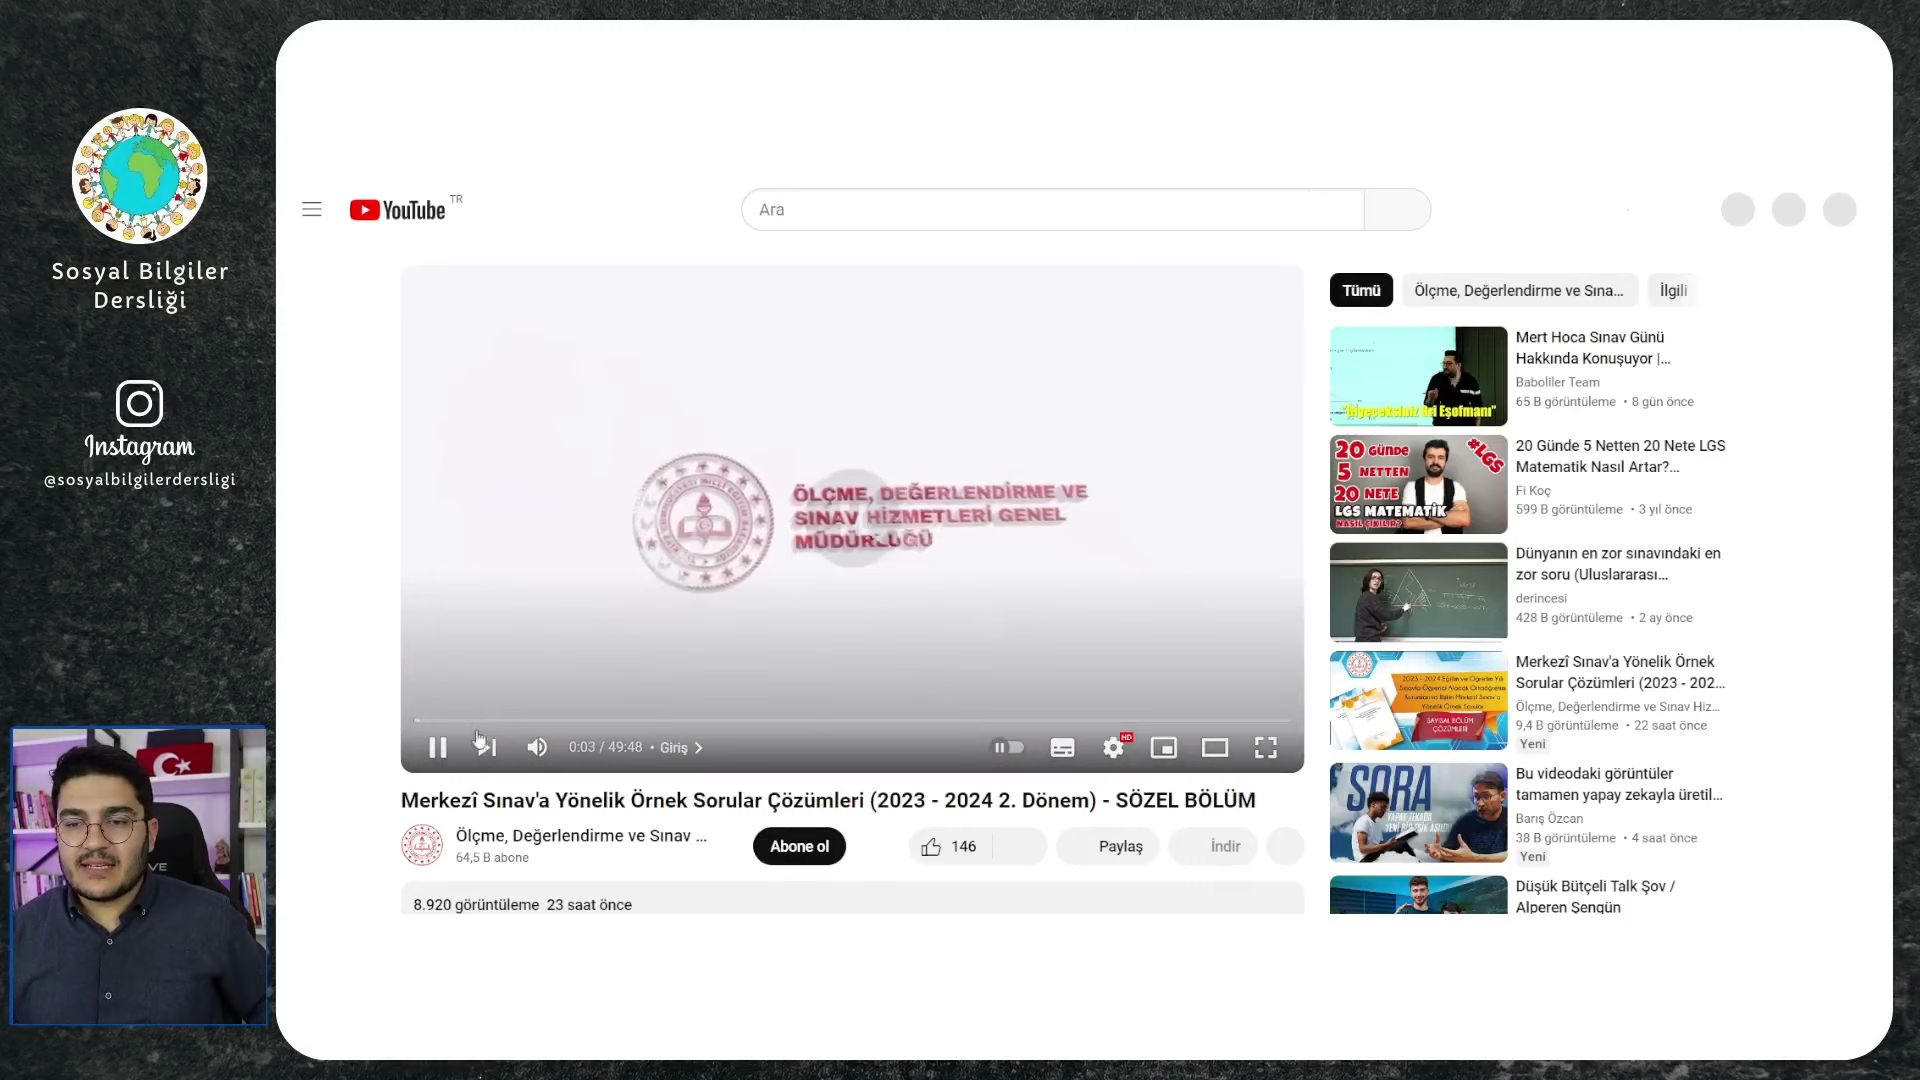 Sosyal Bilgiler
Dersliği
Instagram
@sosyalbilgilerdersligi
YouTube TR
Ara
ÖLÇME, DEĞERLENDİRME VE
SINAV HİZMETLERİ GENEL
MÜDÜRLÜĞÜ
0:03 / 49:48 • Giriş
HD
Merkezî Sınav'a Yönelik Örnek Sorular Çözümleri (2023 - 2024 2. Dönem) - SÖZEL BÖLÜM
Ölçme, Değerlendirme ve Sınav ...
64,5 B abone
Abone ol
146
Paylaş
İndir
8.920 görüntüleme 23 saat önce
Tümü
Ölçme, Değerlendirme ve Sına...
İlgili
Mert Hoca Sınav Günü
Hakkında Konuşuyor |...
Baboliler Team
65 B görüntüleme • 8 gün önce
20 GÜNDE
5 NETTEN
20 NETE
LGS MATEMATİK
NASIL ÇIKILIR?
#LGS
20 Günde 5 Netten 20 Nete LGS
Matematik Nasıl Artar?...
Fi Koç
599 B görüntüleme • 3 yıl önce
Dünyanın en zor sınavındaki en
zor soru (Uluslararası...
derincesi
428 B görüntüleme • 2 ay önce
SAYISAL BÖLÜM
ÇÖZÜMLERİ
Merkezî Sınav'a Yönelik Örnek
Sorular Çözümleri (2023 - 202...
Ölçme, Değerlendirme ve Sınav Hiz...
9,4 B görüntüleme • 22 saat önce
Yeni
SORA
Bu videodaki görüntüler
tamamen yapay zekayla üretil...
Barış Özcan
38 B görüntüleme • 4 saat önce
Yeni
Düşük Bütçeli Talk Şov /
Alperen Şengün